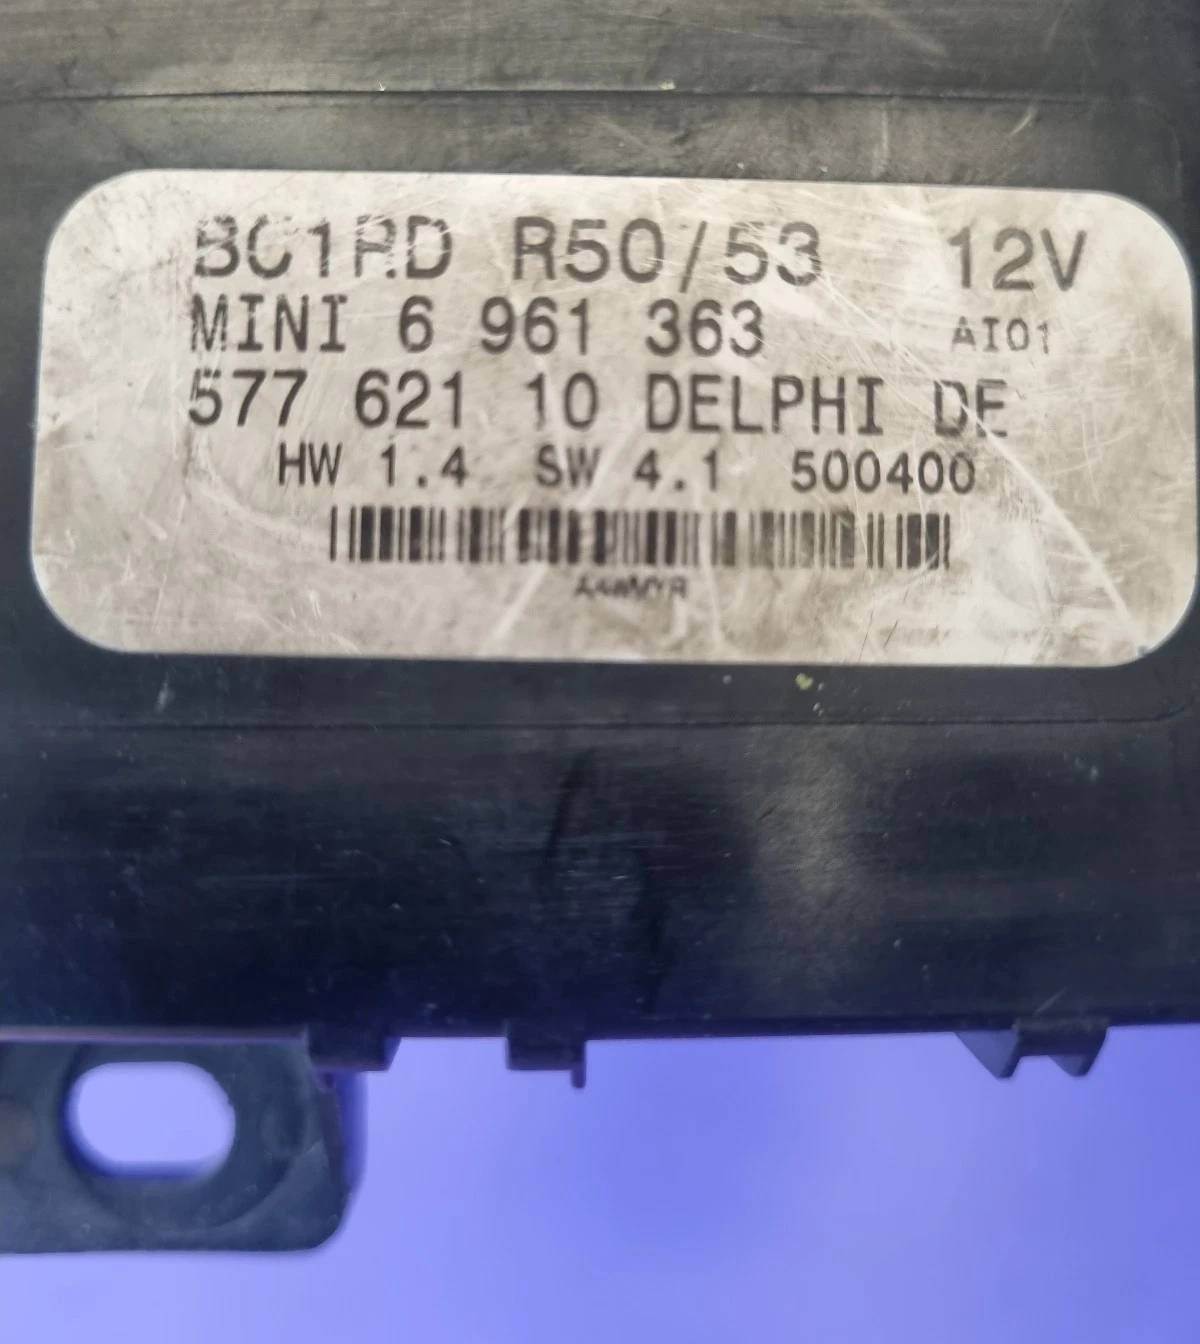 BC1RD R50/53 12V
MINI 6 961 363 AI01
577 621 10 DELPHI DE
HW 1.4 SW 4.1 500400